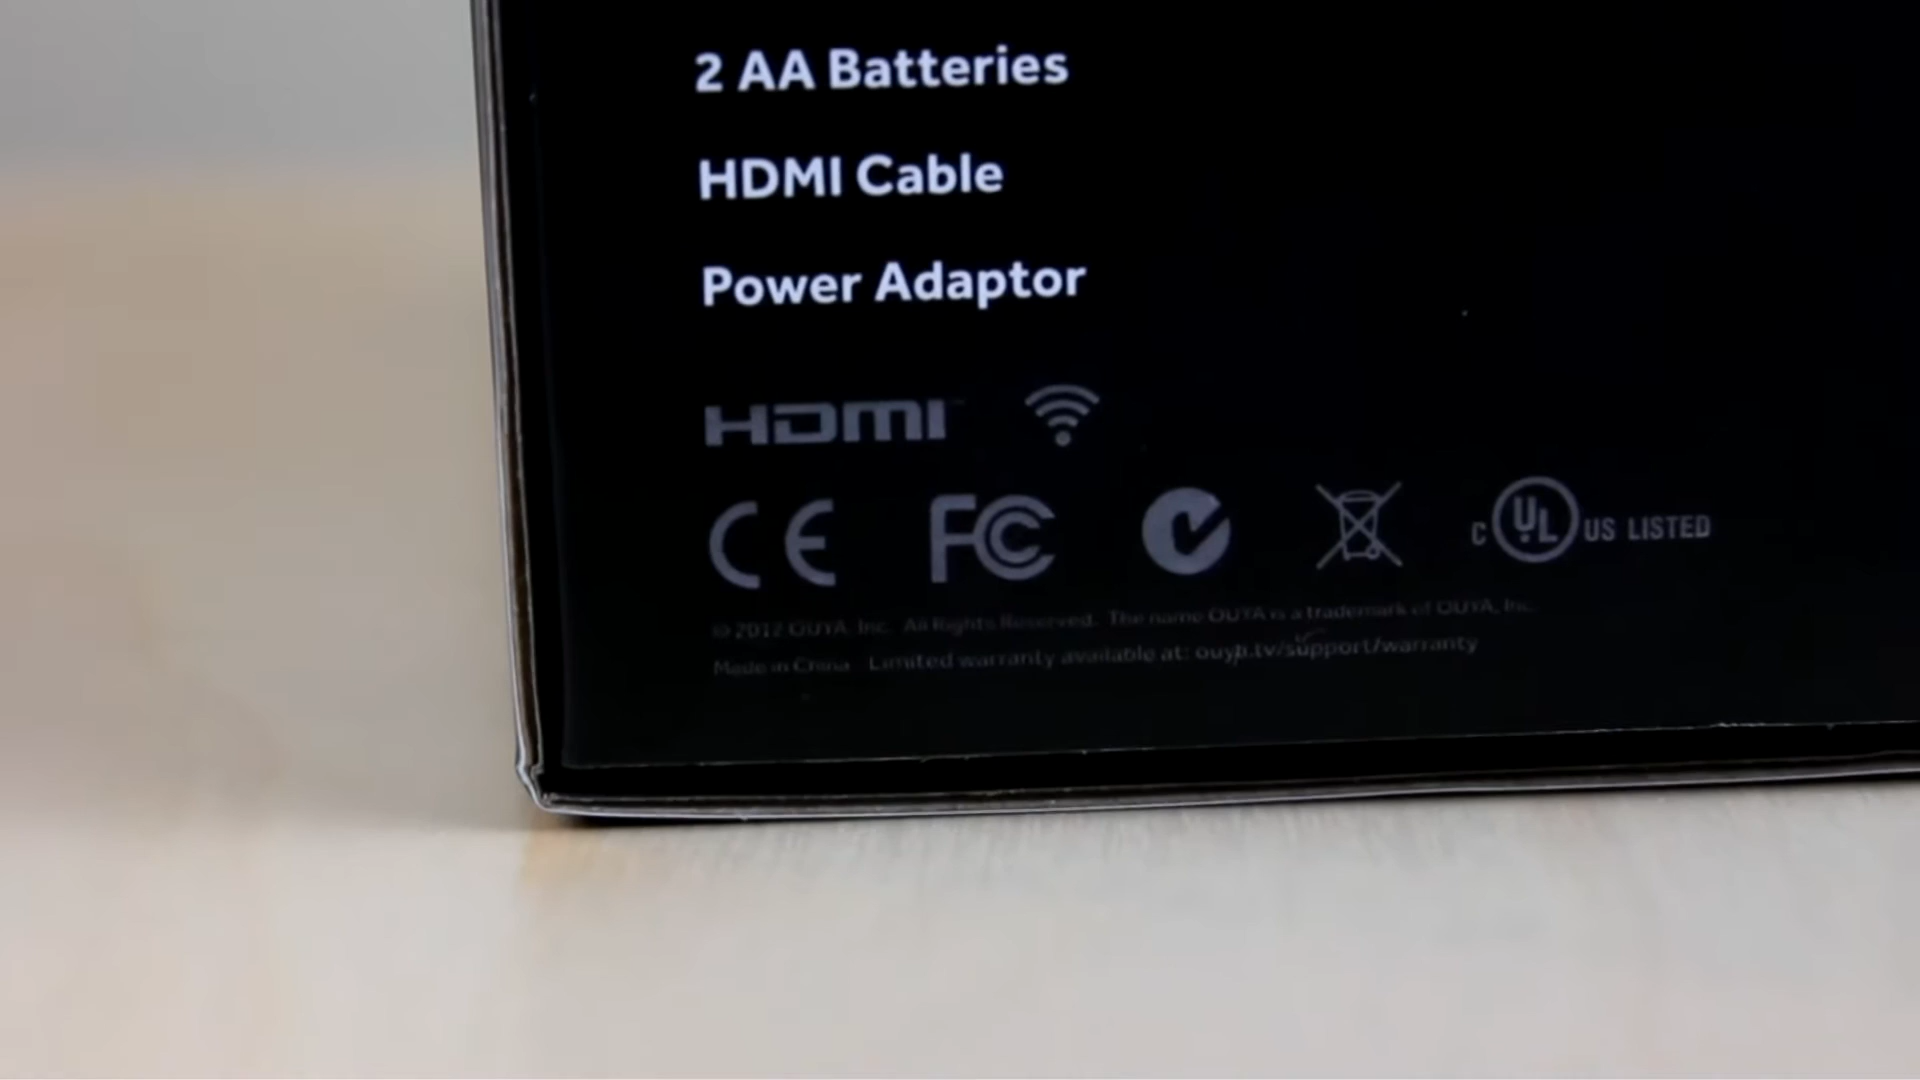 2 AA Batteries
HDMI Cable
Power Adaptor
HDMI
CE FC C UL US LISTED
© 2012 OUYA, Inc. All Rights Reserved. The name OUYA is a trademark of OUYA, Inc.
Made in China Limited warranty available at: ouya.tv/support/warranty